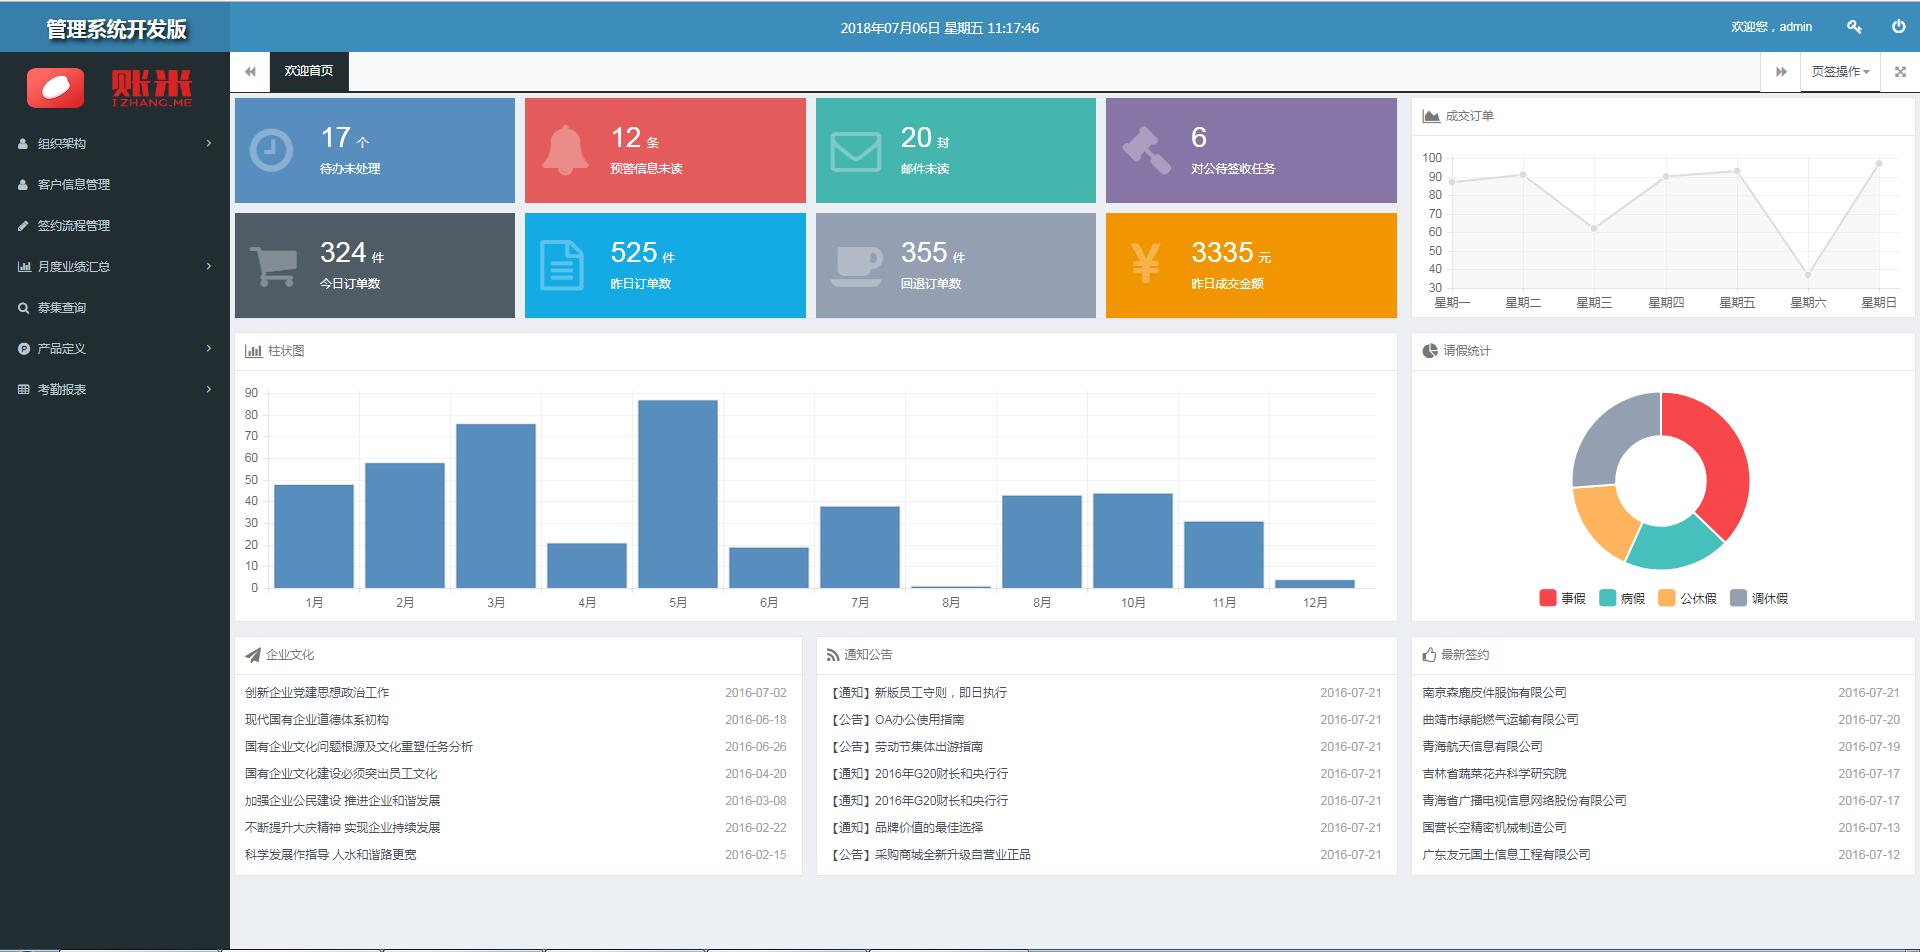 管理系统开发版
2018年07月06日 星期五 11:17:46
欢迎您，admin
账米
IZHANG.ME
欢迎首页
页签操作
组织架构
客户信息管理
签约流程管理
月度业绩汇总
募集查询
产品定义
考勤报表
17 个
待办未处理
12 条
预警信息未读
20 封
邮件未读
6
对公待签收任务
324 件
今日订单数
525 件
昨日订单数
355 件
回退订单数
3335 元
昨日成交金额
成交订单
100
90
80
70
60
50
40
30
星期一 星期二 星期三 星期四 星期五 星期六 星期日
柱状图
90
80
70
60
50
40
30
20
10
0
1月 2月 3月 4月 5月 6月 7月 8月 8月 10月 11月 12月
请假统计
事假 病假 公休假 调休假
企业文化
创新企业党建思想政治工作 2016-07-02
现代国有企业道德体系初构 2016-06-18
国有企业文化问题根源及文化重塑任务分析 2016-06-26
国有企业文化建设必须突出员工文化 2016-04-20
加强企业公民建设 推进企业和谐发展 2016-03-08
不断提升大庆精神 实现企业持续发展 2016-02-22
科学发展作指导 人水和谐路更宽 2016-02-15
通知公告
【通知】新版员工守则，即日执行 2016-07-21
【公告】OA办公使用指南 2016-07-21
【公告】劳动节集体出游指南 2016-07-21
【通知】2016年G20财长和央行行 2016-07-21
【通知】2016年G20财长和央行行 2016-07-21
【通知】品牌价值的最佳选择 2016-07-21
【公告】采购商城全新升级自营业正品 2016-07-21
最新签约
南京森鹿皮件服饰有限公司 2016-07-21
曲靖市绿能燃气运输有限公司 2016-07-20
青海航天信息有限公司 2016-07-19
吉林省蔬菜花卉科学研究院 2016-07-17
青海省广播电视信息网络股份有限公司 2016-07-17
国营长空精密机械制造公司 2016-07-13
广东友元国土信息工程有限公司 2016-07-12